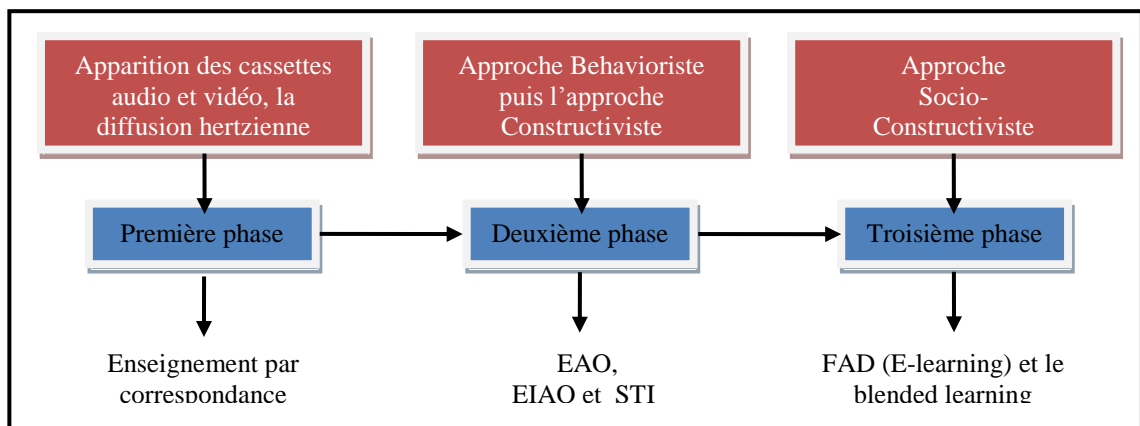 Apparition des cassettes
audio et vidéo, la
diffusion hertzienne
Approche Behavioriste
puis l’approche
Constructiviste
Approche
Socio-
Constructiviste
Première phase
Deuxième phase
Troisième phase
Enseignement par
correspondance
EAO,
EIAO et STI
FAD (E-learning) et le
blended learning